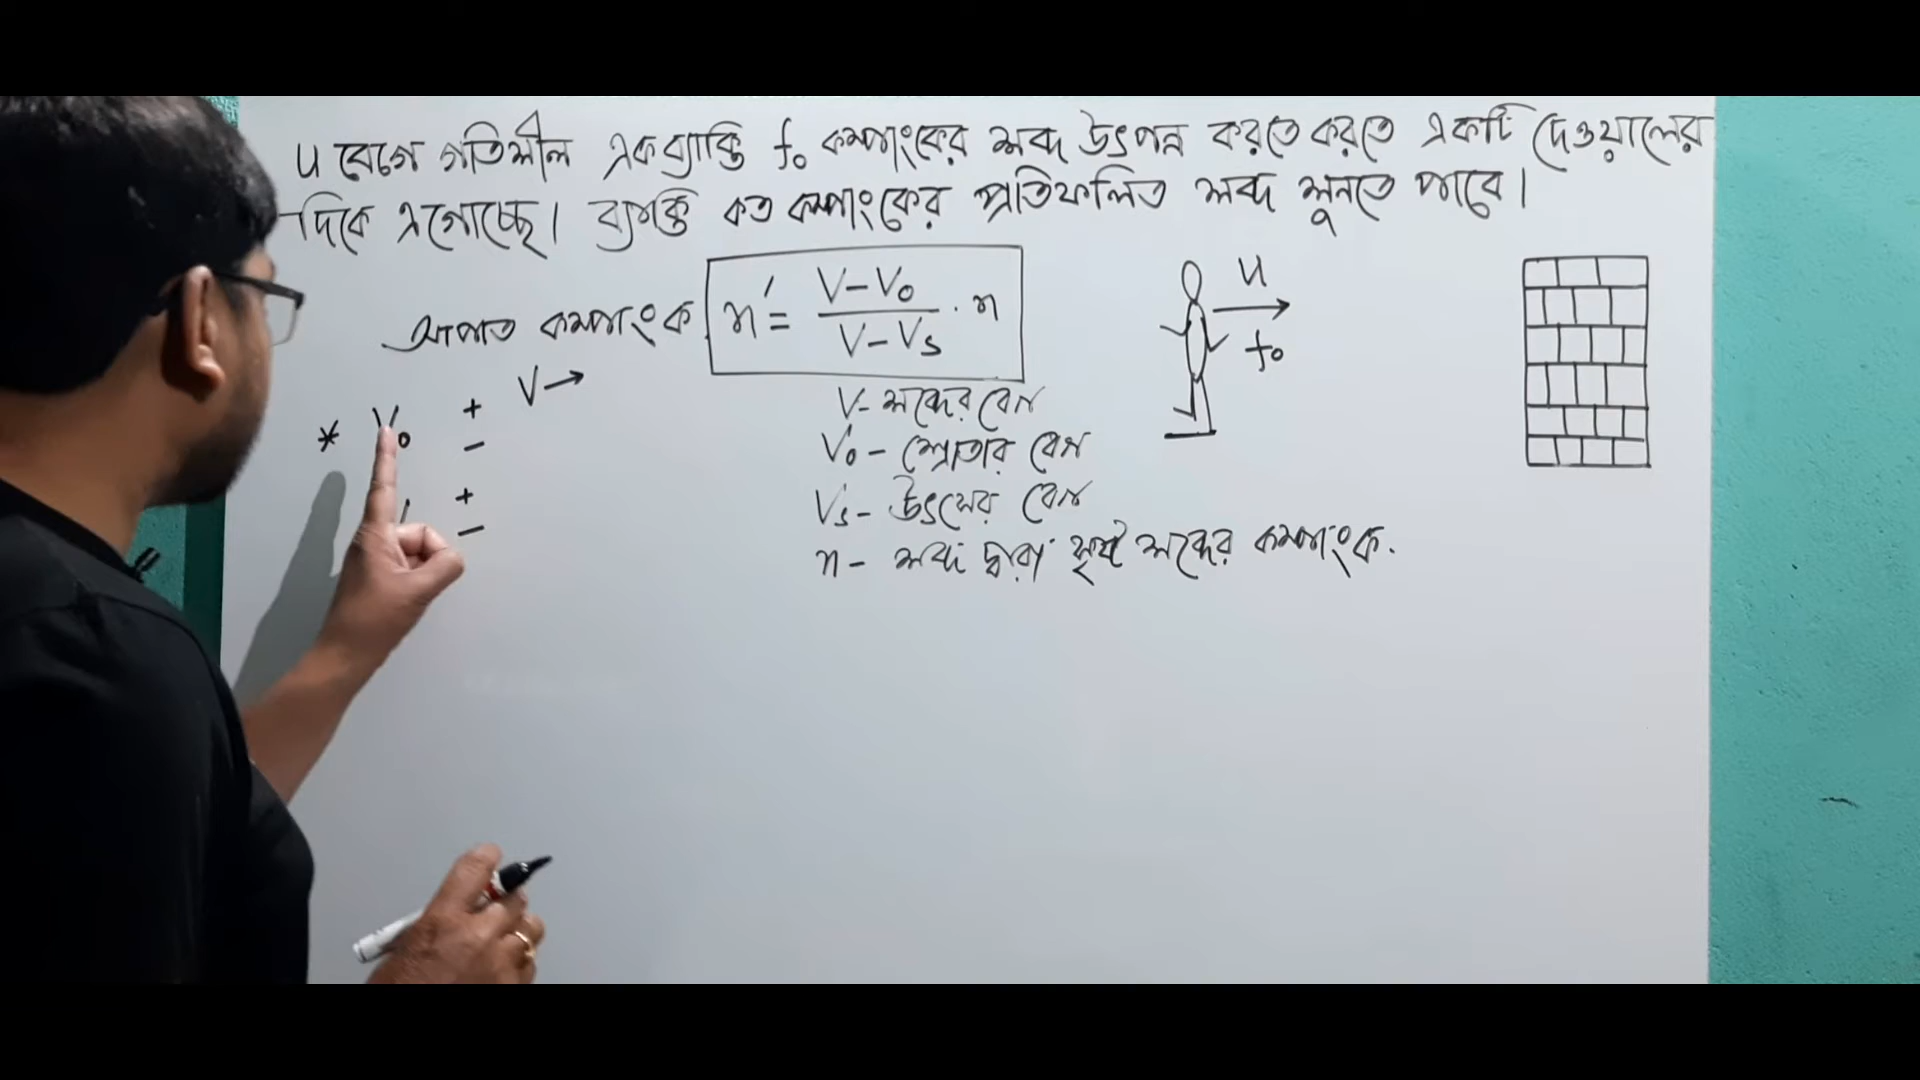 u বেগে গতিশীল একব্যাক্তি f₀ কম্পাংকের শব্দ উৎপন্ন করতে করতে একটি দেওয়ালের
দিকে এগোচ্ছে। ব্যাক্তি কত কম্পাংকের প্রতিফলিত শব্দ শুনতে পাবে।
আপাত কম্পাংক n' = (V-V₀)/(V-Vₛ) · n
u
f₀
V→
* V₀ + -
+ -
V- শব্দের বেগ
V₀ - শ্রোতার বেগ
Vₛ - উৎসের বেগ
n - শব্দ দ্বারা সৃষ্ট শব্দের কম্পাংক.